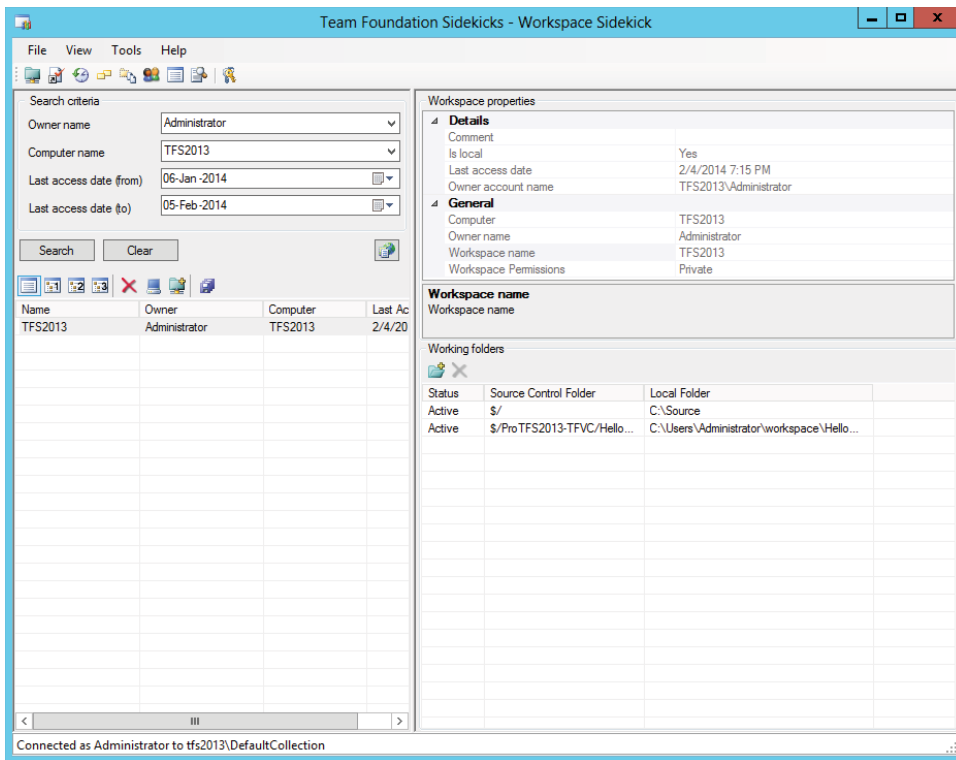 Team Foundation Sidekicks - Workspace Sidekick
File View Tools Help
Search criteria
Owner name Administrator
Computer name TFS2013
Last access date (from) 06-Jan -2014
Last access date (to) 05-Feb -2014
Search Clear
Name Owner Computer Last Ac
TFS2013 Administrator TFS2013 2/4/20
Workspace properties
Details
Comment
Is local Yes
Last access date 2/4/2014 7:15 PM
Owner account name TFS2013\Administrator
General
Computer TFS2013
Owner name Administrator
Workspace name TFS2013
Workspace Permissions Private
Workspace name
Workspace name
Working folders
Status Source Control Folder Local Folder
Active $/ C:\Source
Active $/ProTFS2013-TFVC/Hello... C:\Users\Administrator\workspace\Hello...
Connected as Administrator to tfs2013\DefaultCollection